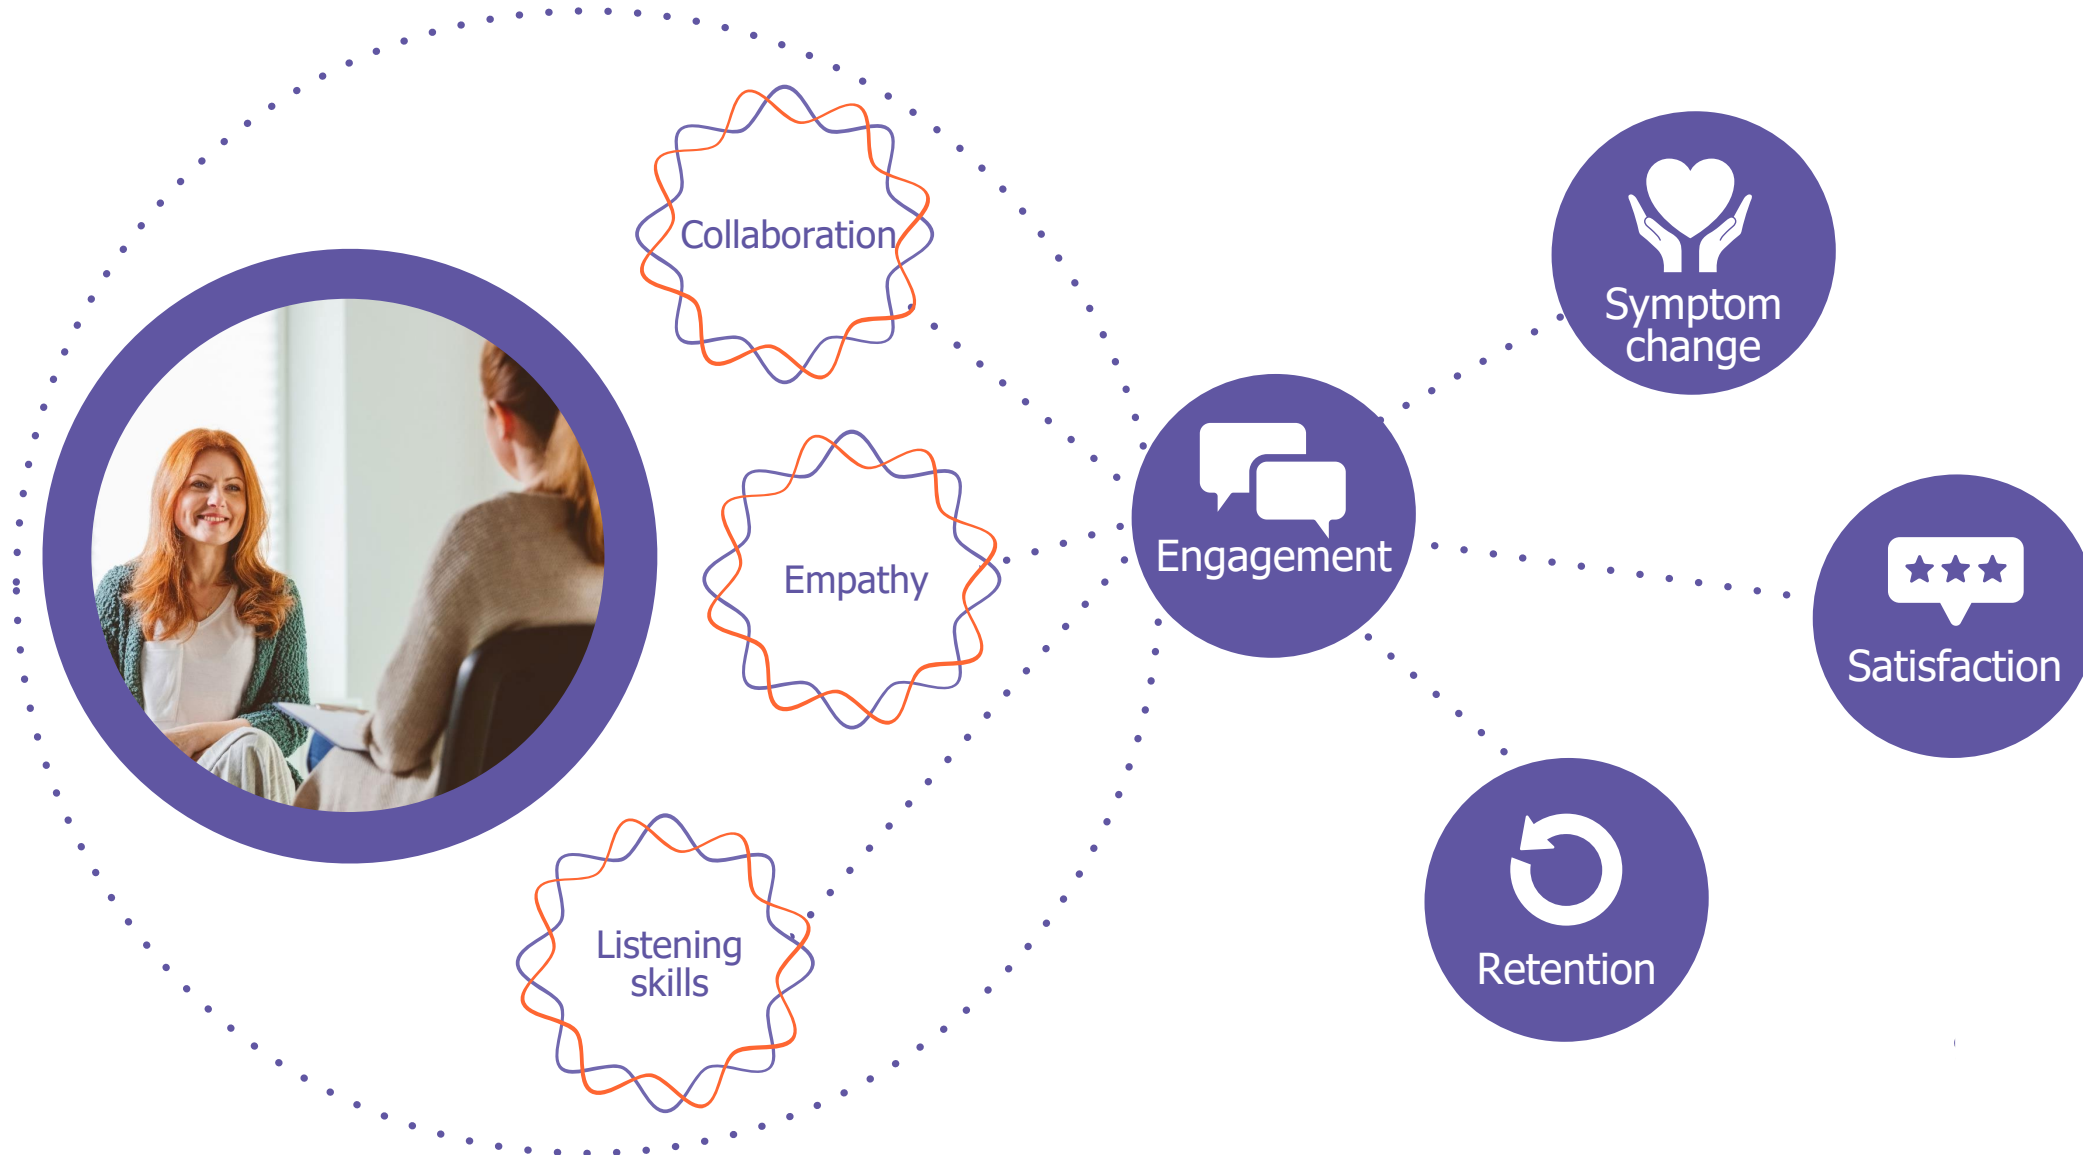 Collaboration
Empathy
Listening
skills
Engagement
Symptom
change
Satisfaction
Retention